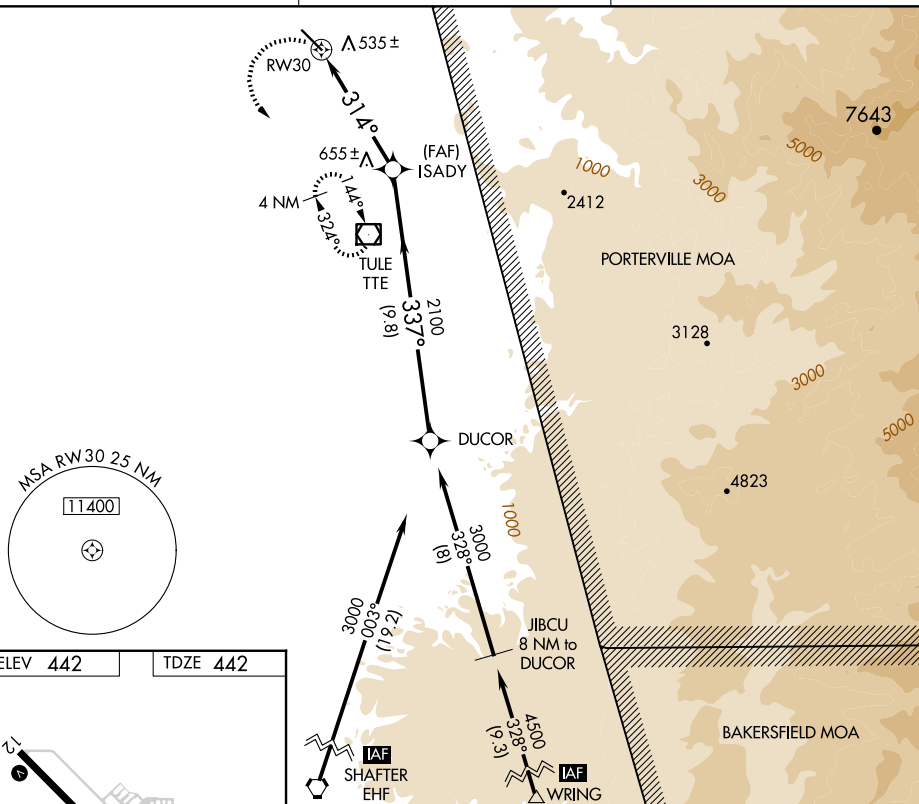 535±
RW30
314°
7643
5000
(FAF)
655±
ISADY
1000
3000
2412
4 NM
144°
324°
TULE
TTE
PORTERVILLE MOA
2100
337°
(9.8)
3128
3000
5000
DUCOR
MSA RW30 25 NM
11400
4823
1000
3000
328°
(8)
3000
003°
(19.2)
JIBCU
8 NM to
DUCOR
ELEV 442
TDZE 442
4500
328°
(9.3)
BAKERSFIELD MOA
12
V
IAF
SHAFTER
EHF
IAF
WRING